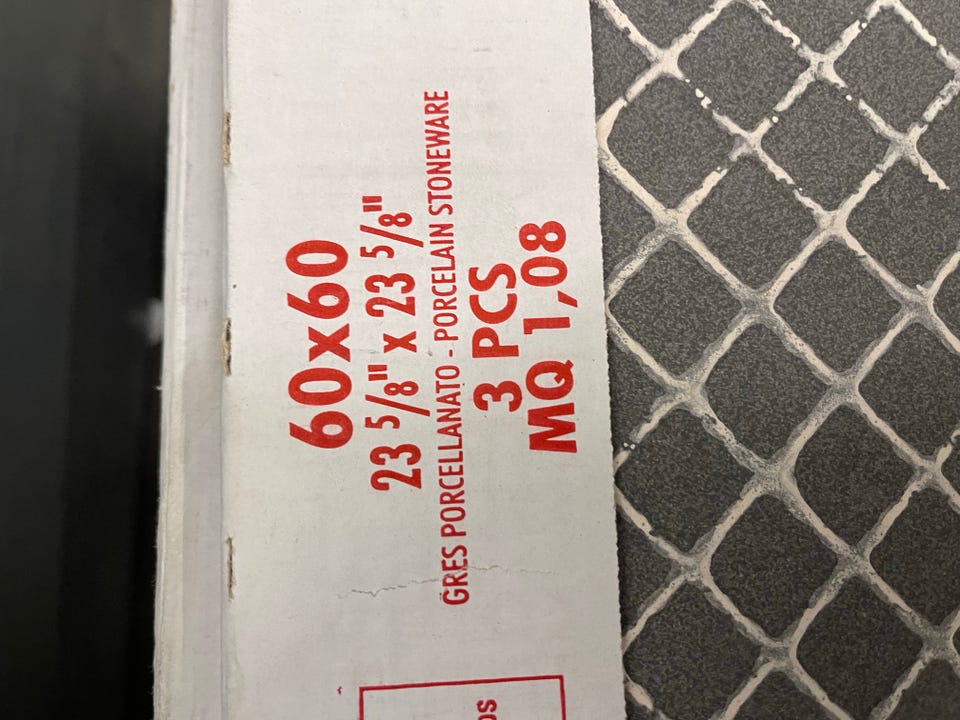 60x60
23 5/8" x 23 5/8"
GRES PORCELLANATO - PORCELAIN STONEWARE
3 PCS
MQ 1,08